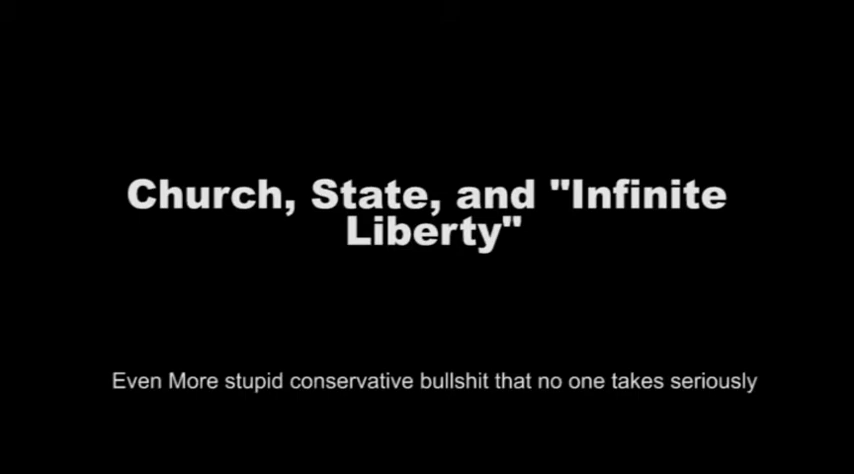 Church, State, and "Infinite
Liberty"
Even More stupid conservative bullshit that no one takes seriously